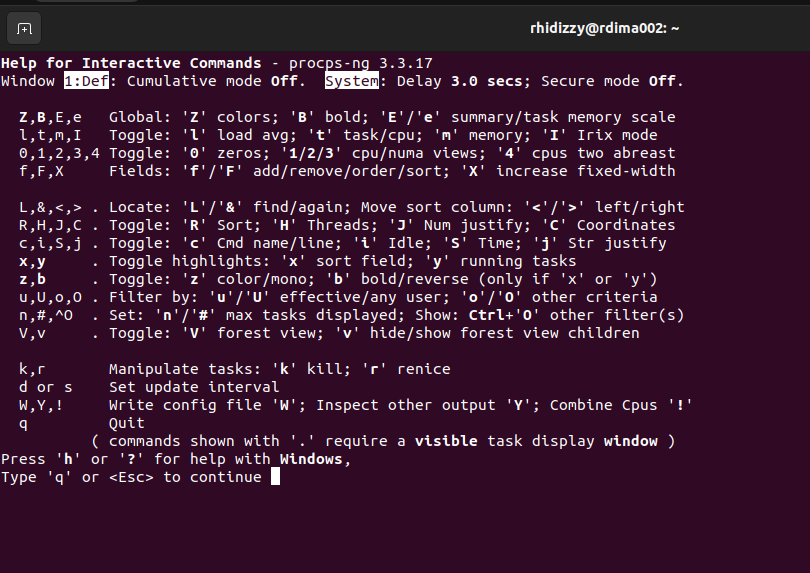 rhidizzy@rdima002: ~
Help for Interactive Commands - procps-ng 3.3.17
Window 1:Def: Cumulative mode Off.  System: Delay 3.0 secs; Secure mode Off.

  Z,B,E,e   Global: 'Z' colors; 'B' bold; 'E'/'e' summary/task memory scale
  l,t,m,I   Toggle: 'l' load avg; 't' task/cpu; 'm' memory; 'I' Irix mode
  0,1,2,3,4 Toggle: '0' zeros; '1/2/3' cpu/numa views; '4' cpus two abreast
  f,F,X     Fields: 'f'/'F' add/remove/order/sort; 'X' increase fixed-width

  L,&,<,> . Locate: 'L'/'&' find/again; Move sort column: '<'/'>' left/right
  R,H,J,C . Toggle: 'R' Sort; 'H' Threads; 'J' Num justify; 'C' Coordinates
  c,i,S,j . Toggle: 'c' Cmd name/line; 'i' Idle; 'S' Time; 'j' Str justify
  x,y     . Toggle highlights: 'x' sort field; 'y' running tasks
  z,b     . Toggle: 'z' color/mono; 'b' bold/reverse (only if 'x' or 'y')
  u,U,o,O . Filter by: 'u'/'U' effective/any user; 'o'/'O' other criteria
  n,#,^O  . Set: 'n'/'#' max tasks displayed; Show: Ctrl+'O' other filter(s)
  V,v     . Toggle: 'V' forest view; 'v' hide/show forest view children

  k,r       Manipulate tasks: 'k' kill; 'r' renice
  d or s    Set update interval
  W,Y,!     Write config file 'W'; Inspect other output 'Y'; Combine Cpus '!'
  q         Quit
          ( commands shown with '.' require a visible task display window )
Press 'h' or '?' for help with Windows,
Type 'q' or <Esc> to continue